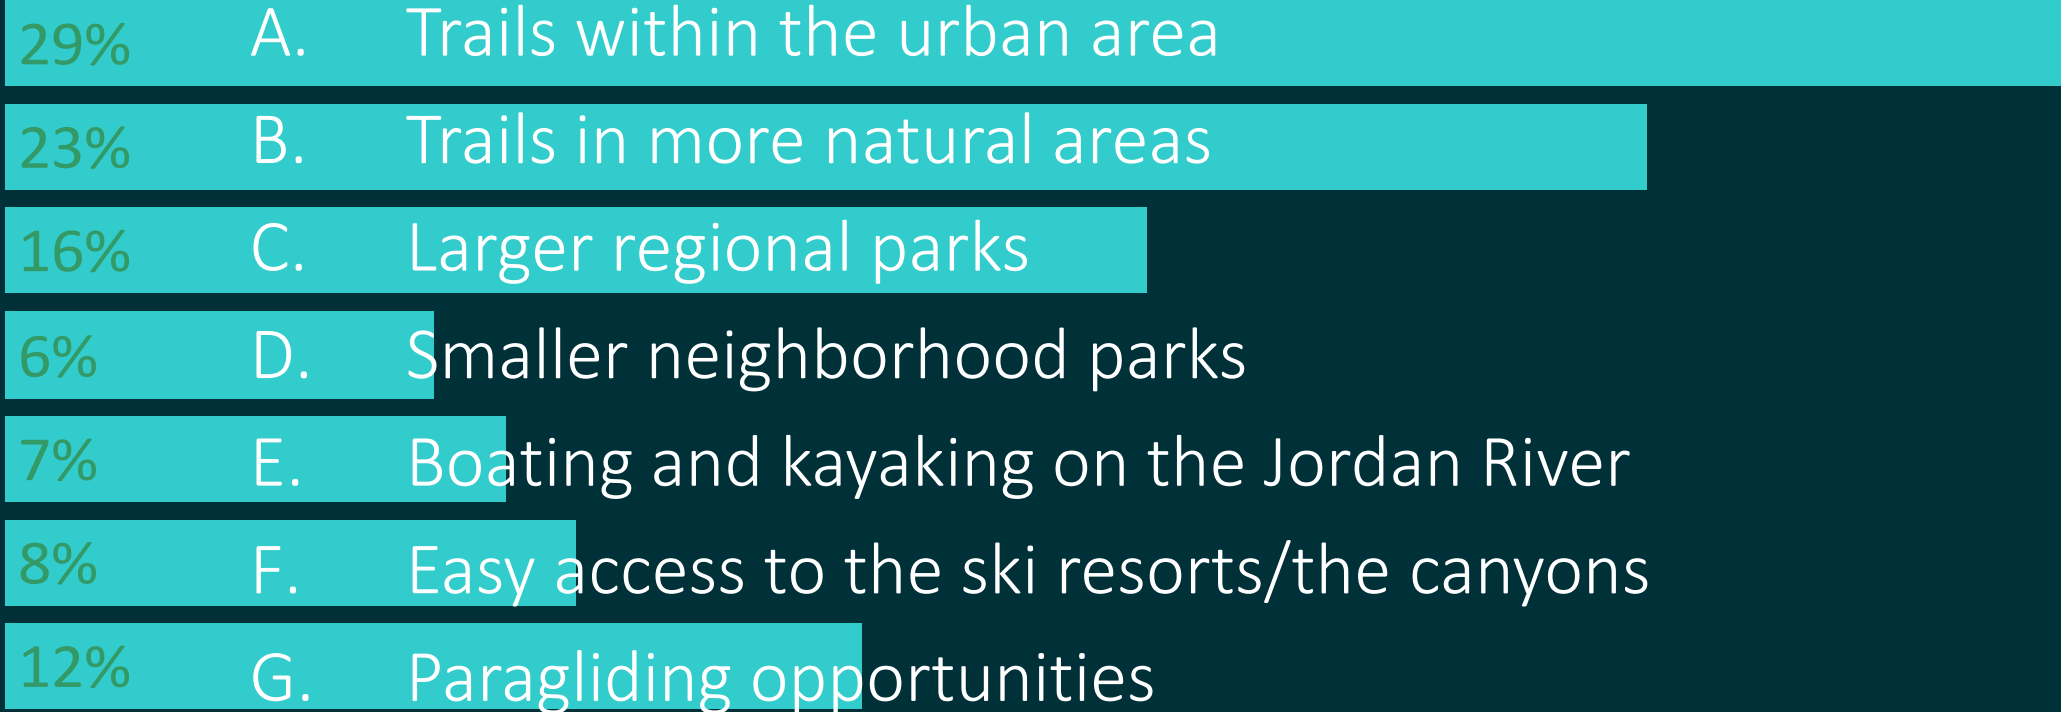 29% A. Trails within the urban area
23% B. Trails in more natural areas
16% C. Larger regional parks
6% D. Smaller neighborhood parks
7% E. Boating and kayaking on the Jordan River
8% F. Easy access to the ski resorts/the canyons
12% G. Paragliding opportunities